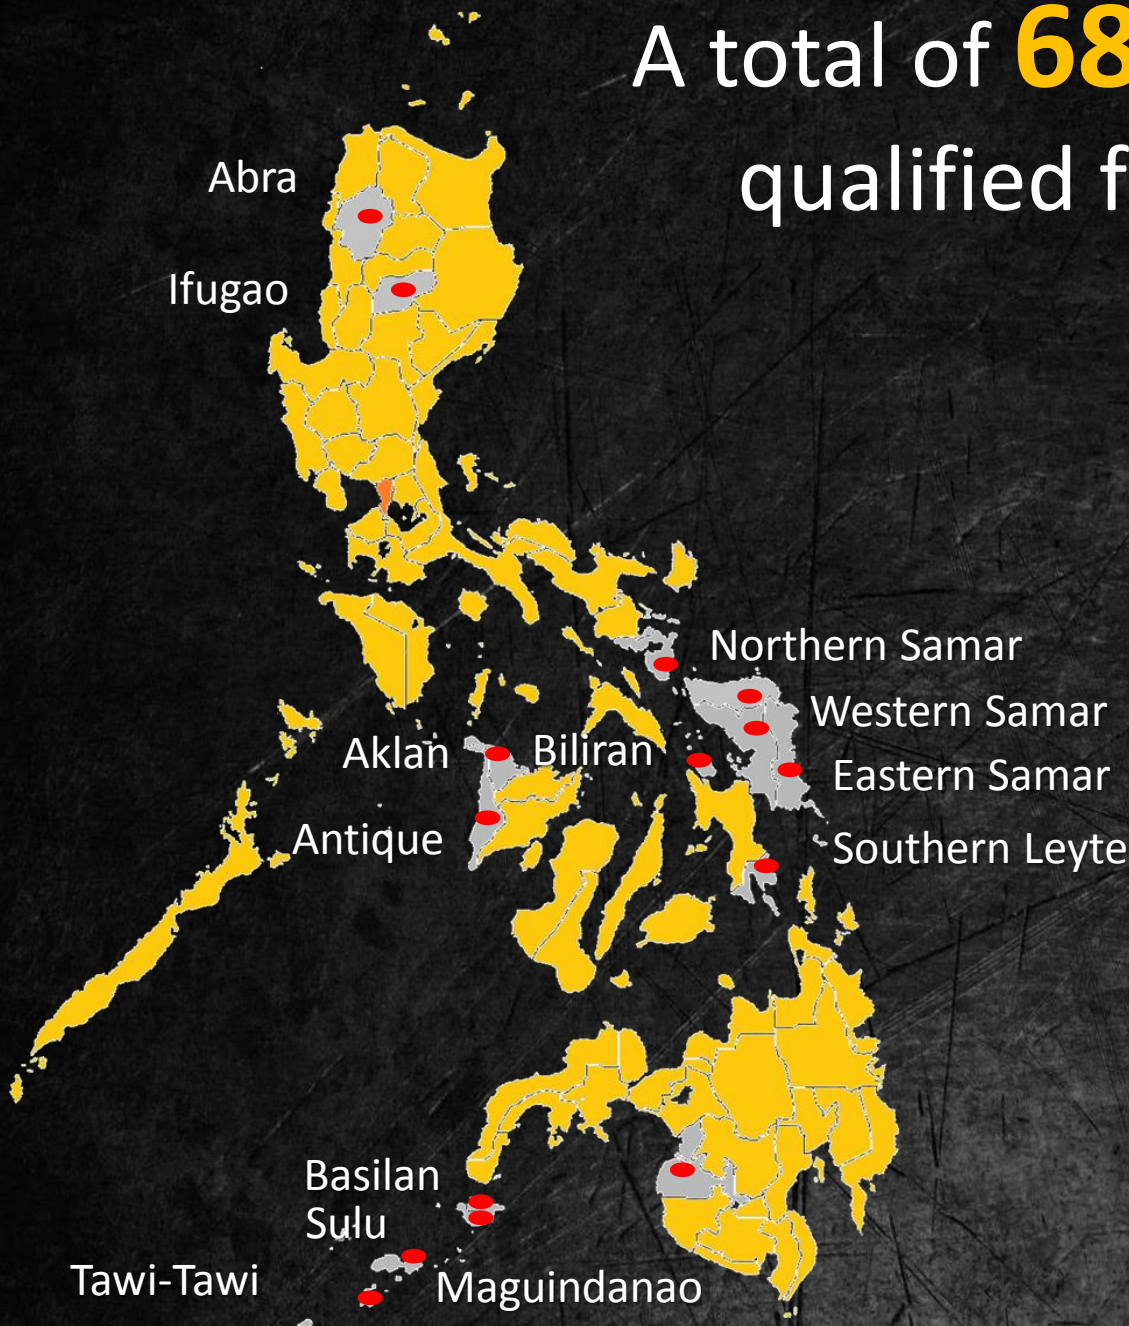 A total of 68
qualified f
Abra
Ifugao
Northern Samar
Western Samar
Aklan
Biliran
Eastern Samar
Antique
Southern Leyte
Basilan
Sulu
Tawi-Tawi
Maguindanao